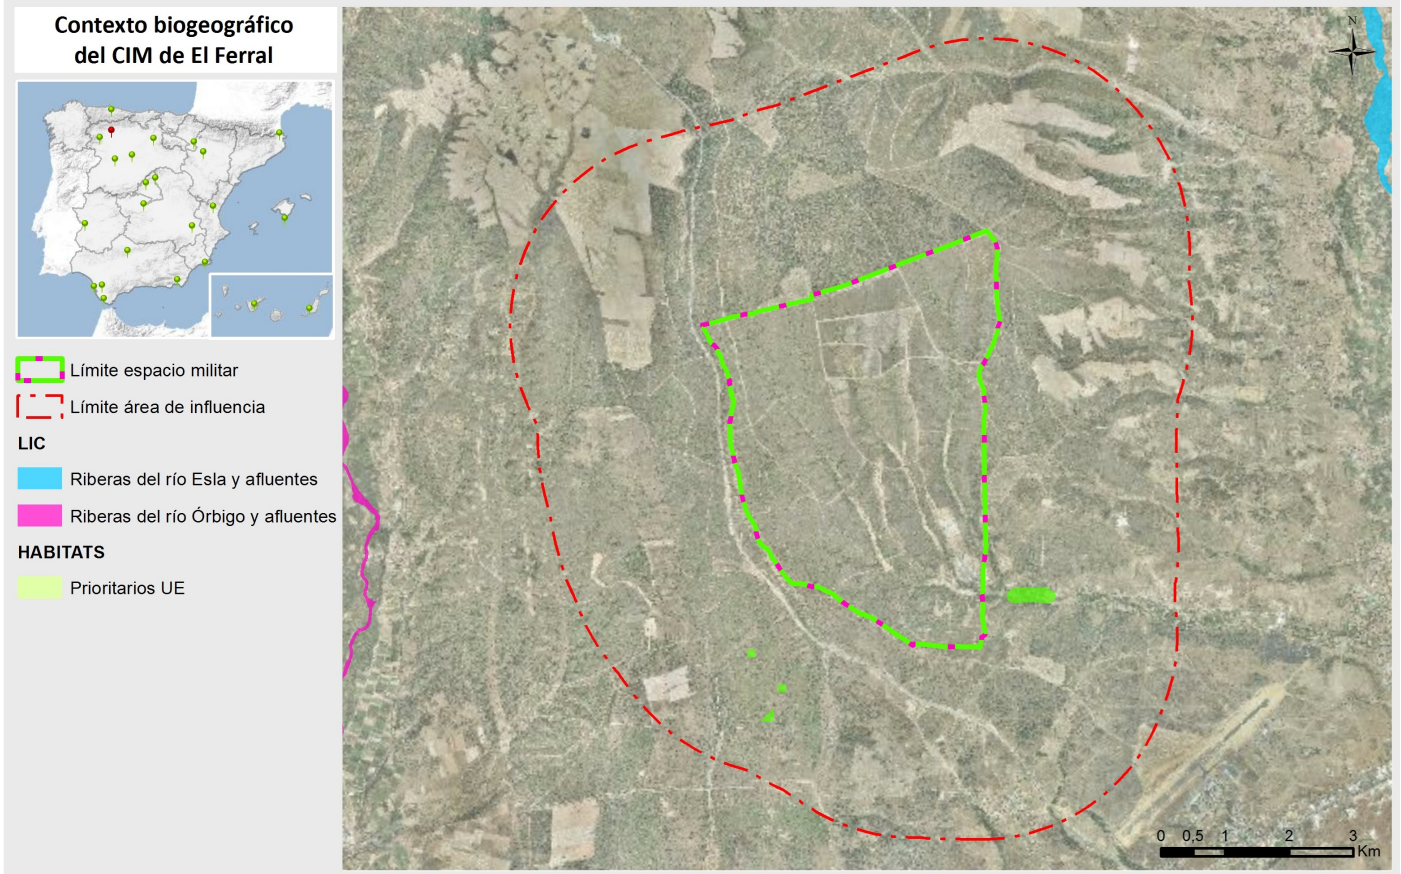 Contexto biogeográfico
del CIM de El Ferral
Límite espacio militar
Límite área de influencia
LIC
Riberas del río Esla y afluentes
Riberas del río Órbigo y afluentes
HABITATS
Prioritarios UE
N
0 0,5 1 2 3
Km